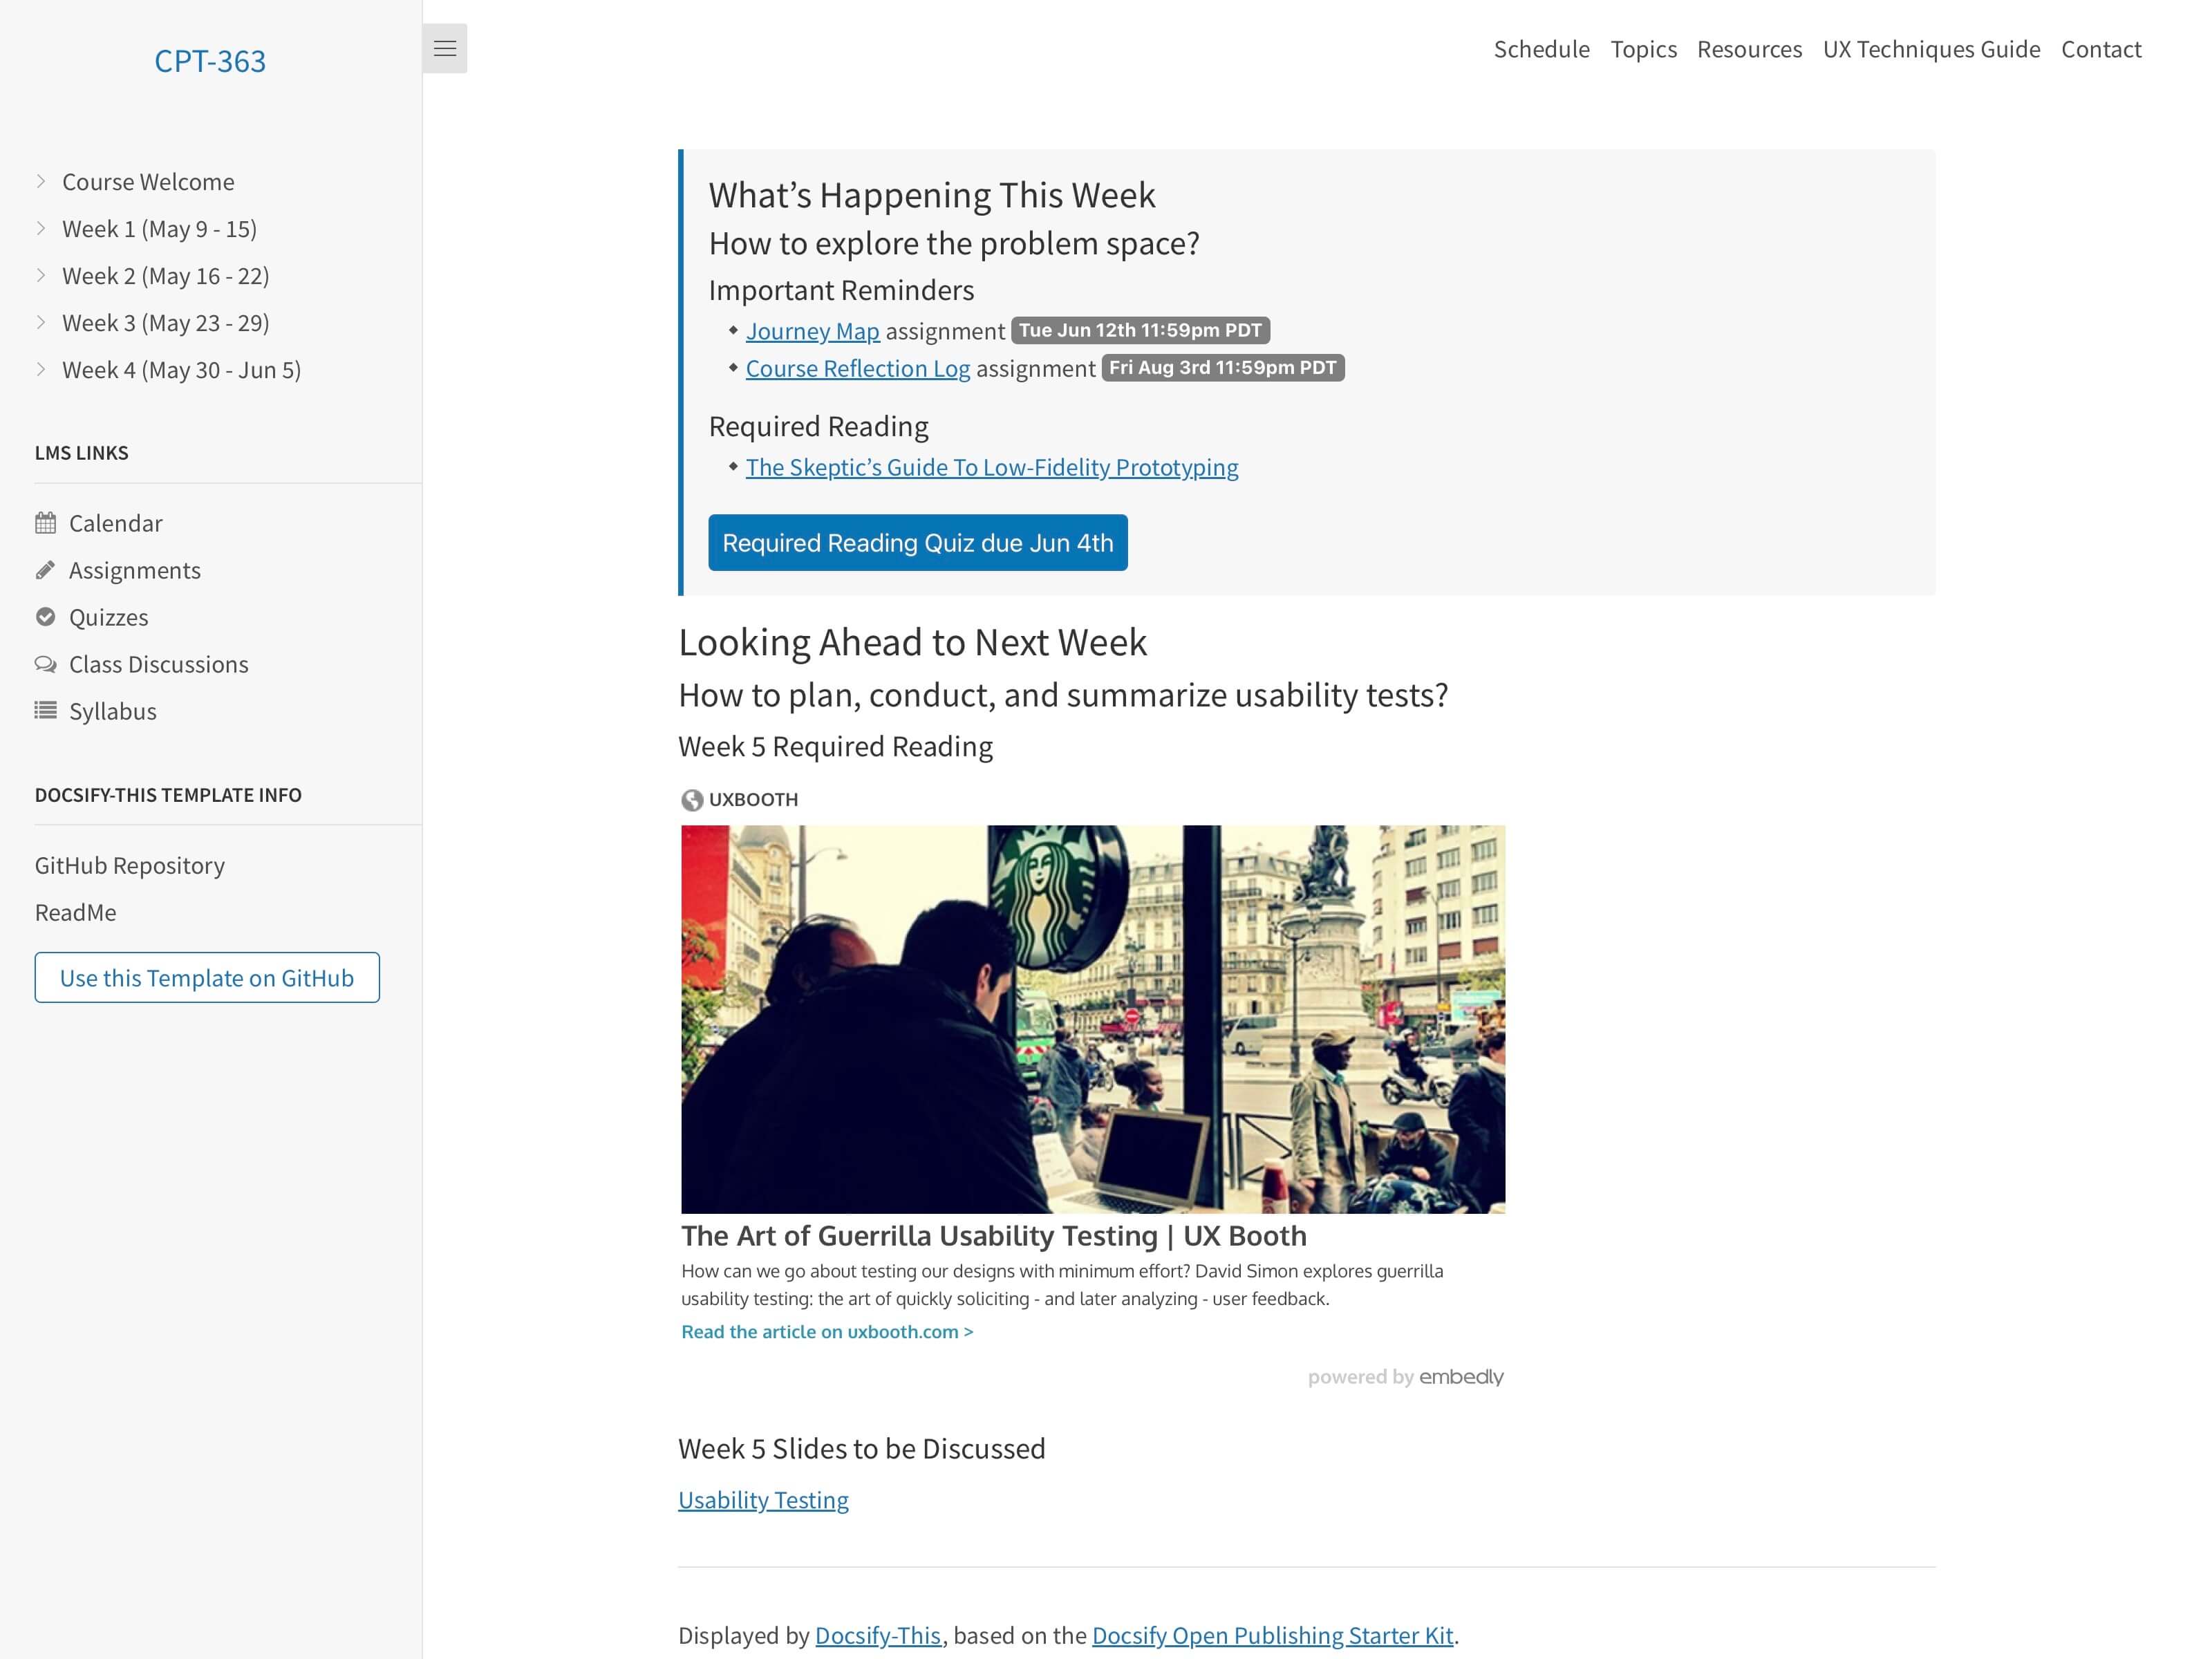 CPT-363
Schedule Topics Resources UX Techniques Guide Contact
Course Welcome
Week 1 (May 9 - 15)
Week 2 (May 16 - 22)
Week 3 (May 23 - 29)
Week 4 (May 30 - Jun 5)
LMS LINKS
Calendar
Assignments
Quizzes
Class Discussions
Syllabus
DOCSIFY-THIS TEMPLATE INFO
GitHub Repository
ReadMe
Use this Template on GitHub
What’s Happening This Week
How to explore the problem space?
Important Reminders
Journey Map assignment Tue Jun 12th 11:59pm PDT
Course Reflection Log assignment Fri Aug 3rd 11:59pm PDT
Required Reading
The Skeptic’s Guide To Low-Fidelity Prototyping
Required Reading Quiz due Jun 4th
Looking Ahead to Next Week
How to plan, conduct, and summarize usability tests?
Week 5 Required Reading
UXBOOTH
The Art of Guerrilla Usability Testing | UX Booth
How can we go about testing our designs with minimum effort? David Simon explores guerrilla
usability testing: the art of quickly soliciting - and later analyzing - user feedback.
Read the article on uxbooth.com >
powered by embedly
Week 5 Slides to be Discussed
Usability Testing
Displayed by Docsify-This, based on the Docsify Open Publishing Starter Kit.